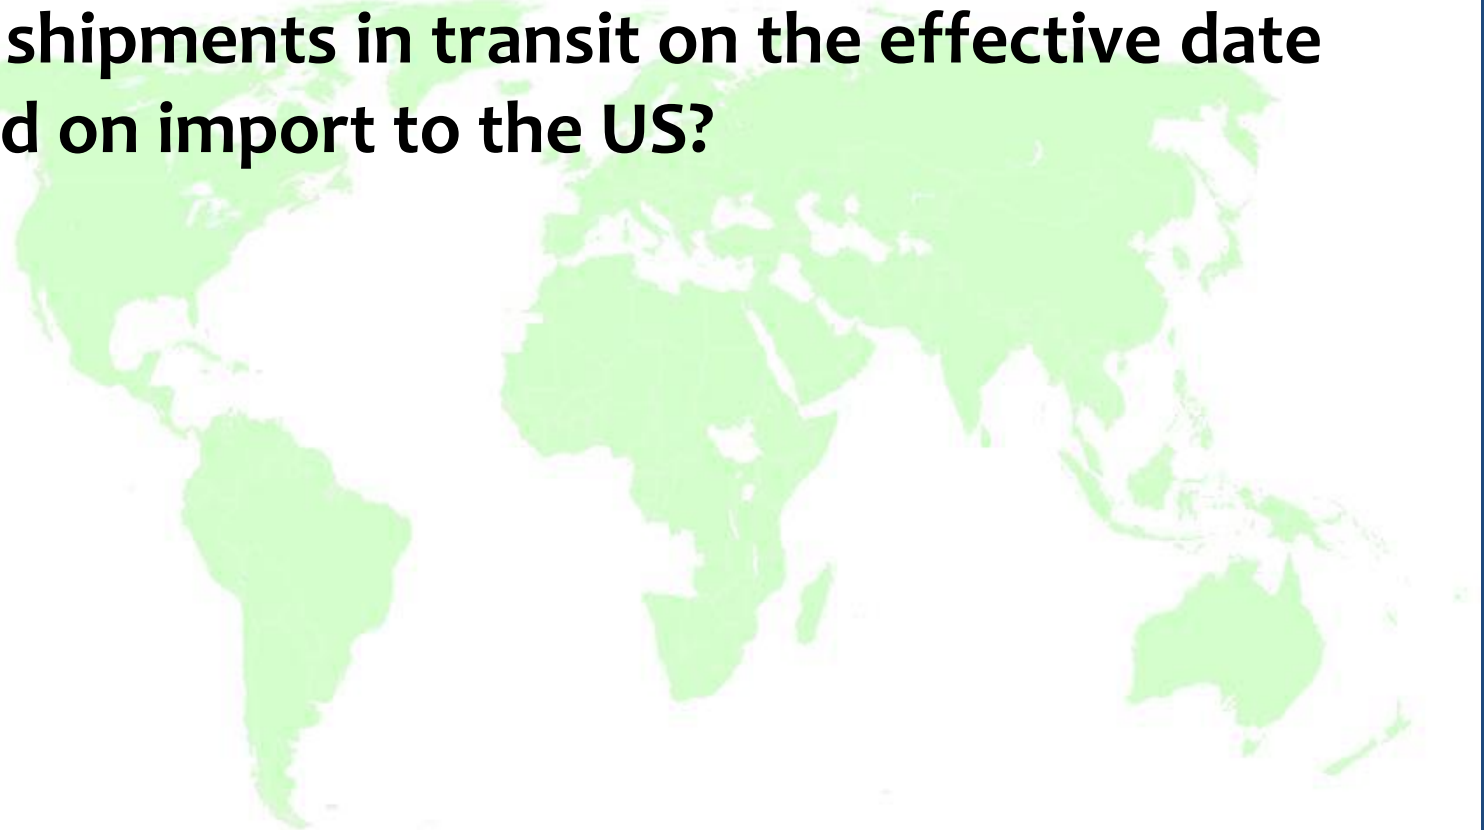 shipments in transit on the effective date
d on import to the US?